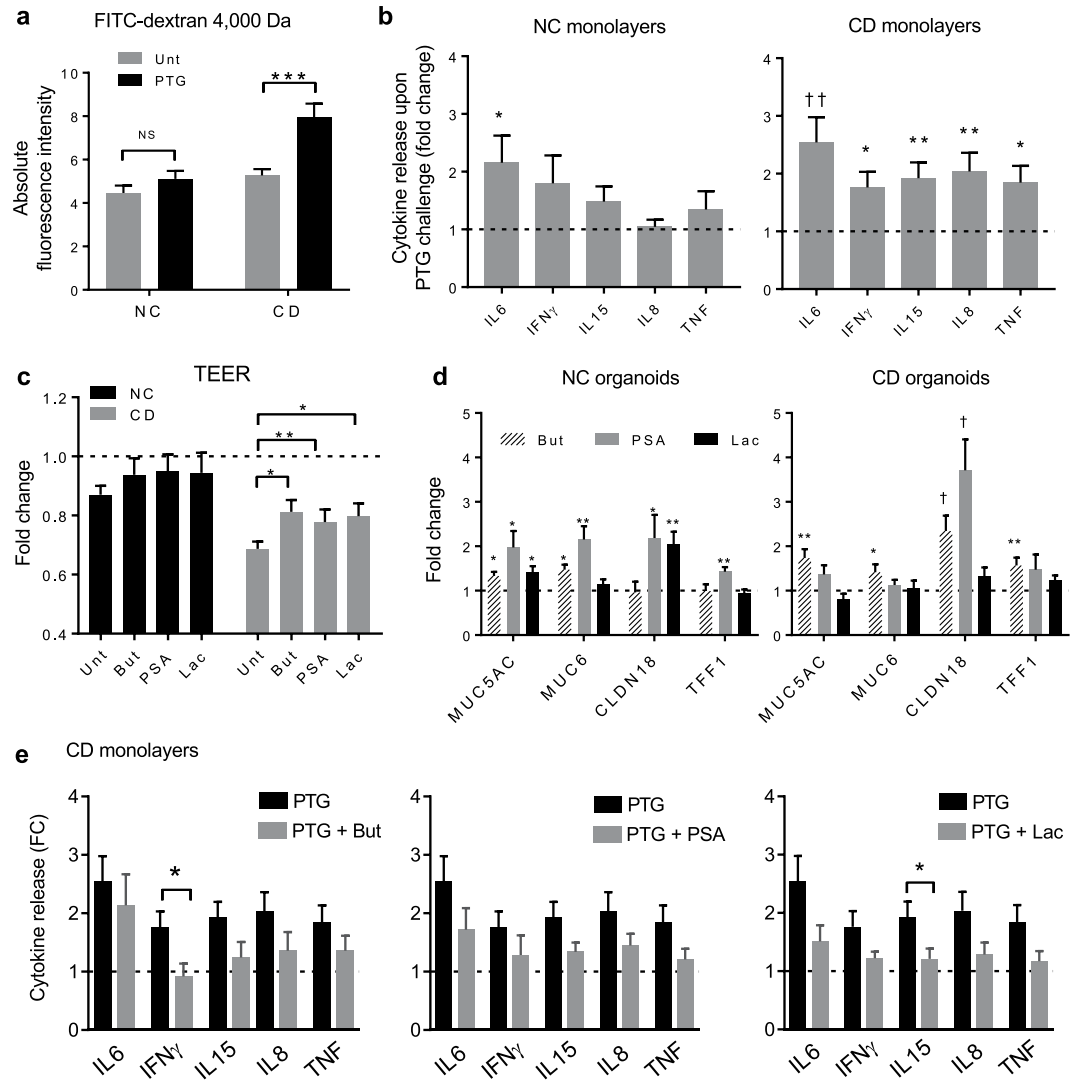 a
FITC-dextran 4,000 Da
Unt
PTG
Absolute
fluorescence intensity
10
8
6
4
2
0
NS
***
NC
CD
b
NC monolayers
Cytokine release upon
PTG challenge (fold change)
4
3
2
1
0
*
IL6
IFNγ
IL15
IL8
TNF
CD monolayers
4
3
2
1
0
††
*
**
**
*
IL6
IFNγ
IL15
IL8
TNF
c
TEER
NC
CD
Fold change
1.2
1.0
0.8
0.6
0.4
*
**
*
Unt
But
PSA
Lac
Unt
But
PSA
Lac
d
NC organoids
But
PSA
Lac
Fold change
5
4
3
2
1
0
*
*
*
*
**
*
**
**
MUC5AC
MUC6
CLDN18
TFF1
CD organoids
5
4
3
2
1
0
**
*
†
†
**
MUC5AC
MUC6
CLDN18
TFF1
e
CD monolayers
Cytokine release (FC)
4
3
2
1
0
PTG
PTG + But
*
IL6
IFNγ
IL15
IL8
TNF
4
3
2
1
0
PTG
PTG + PSA
IL6
IFNγ
IL15
IL8
TNF
4
3
2
1
0
PTG
PTG + Lac
*
IL6
IFNγ
IL15
IL8
TNF